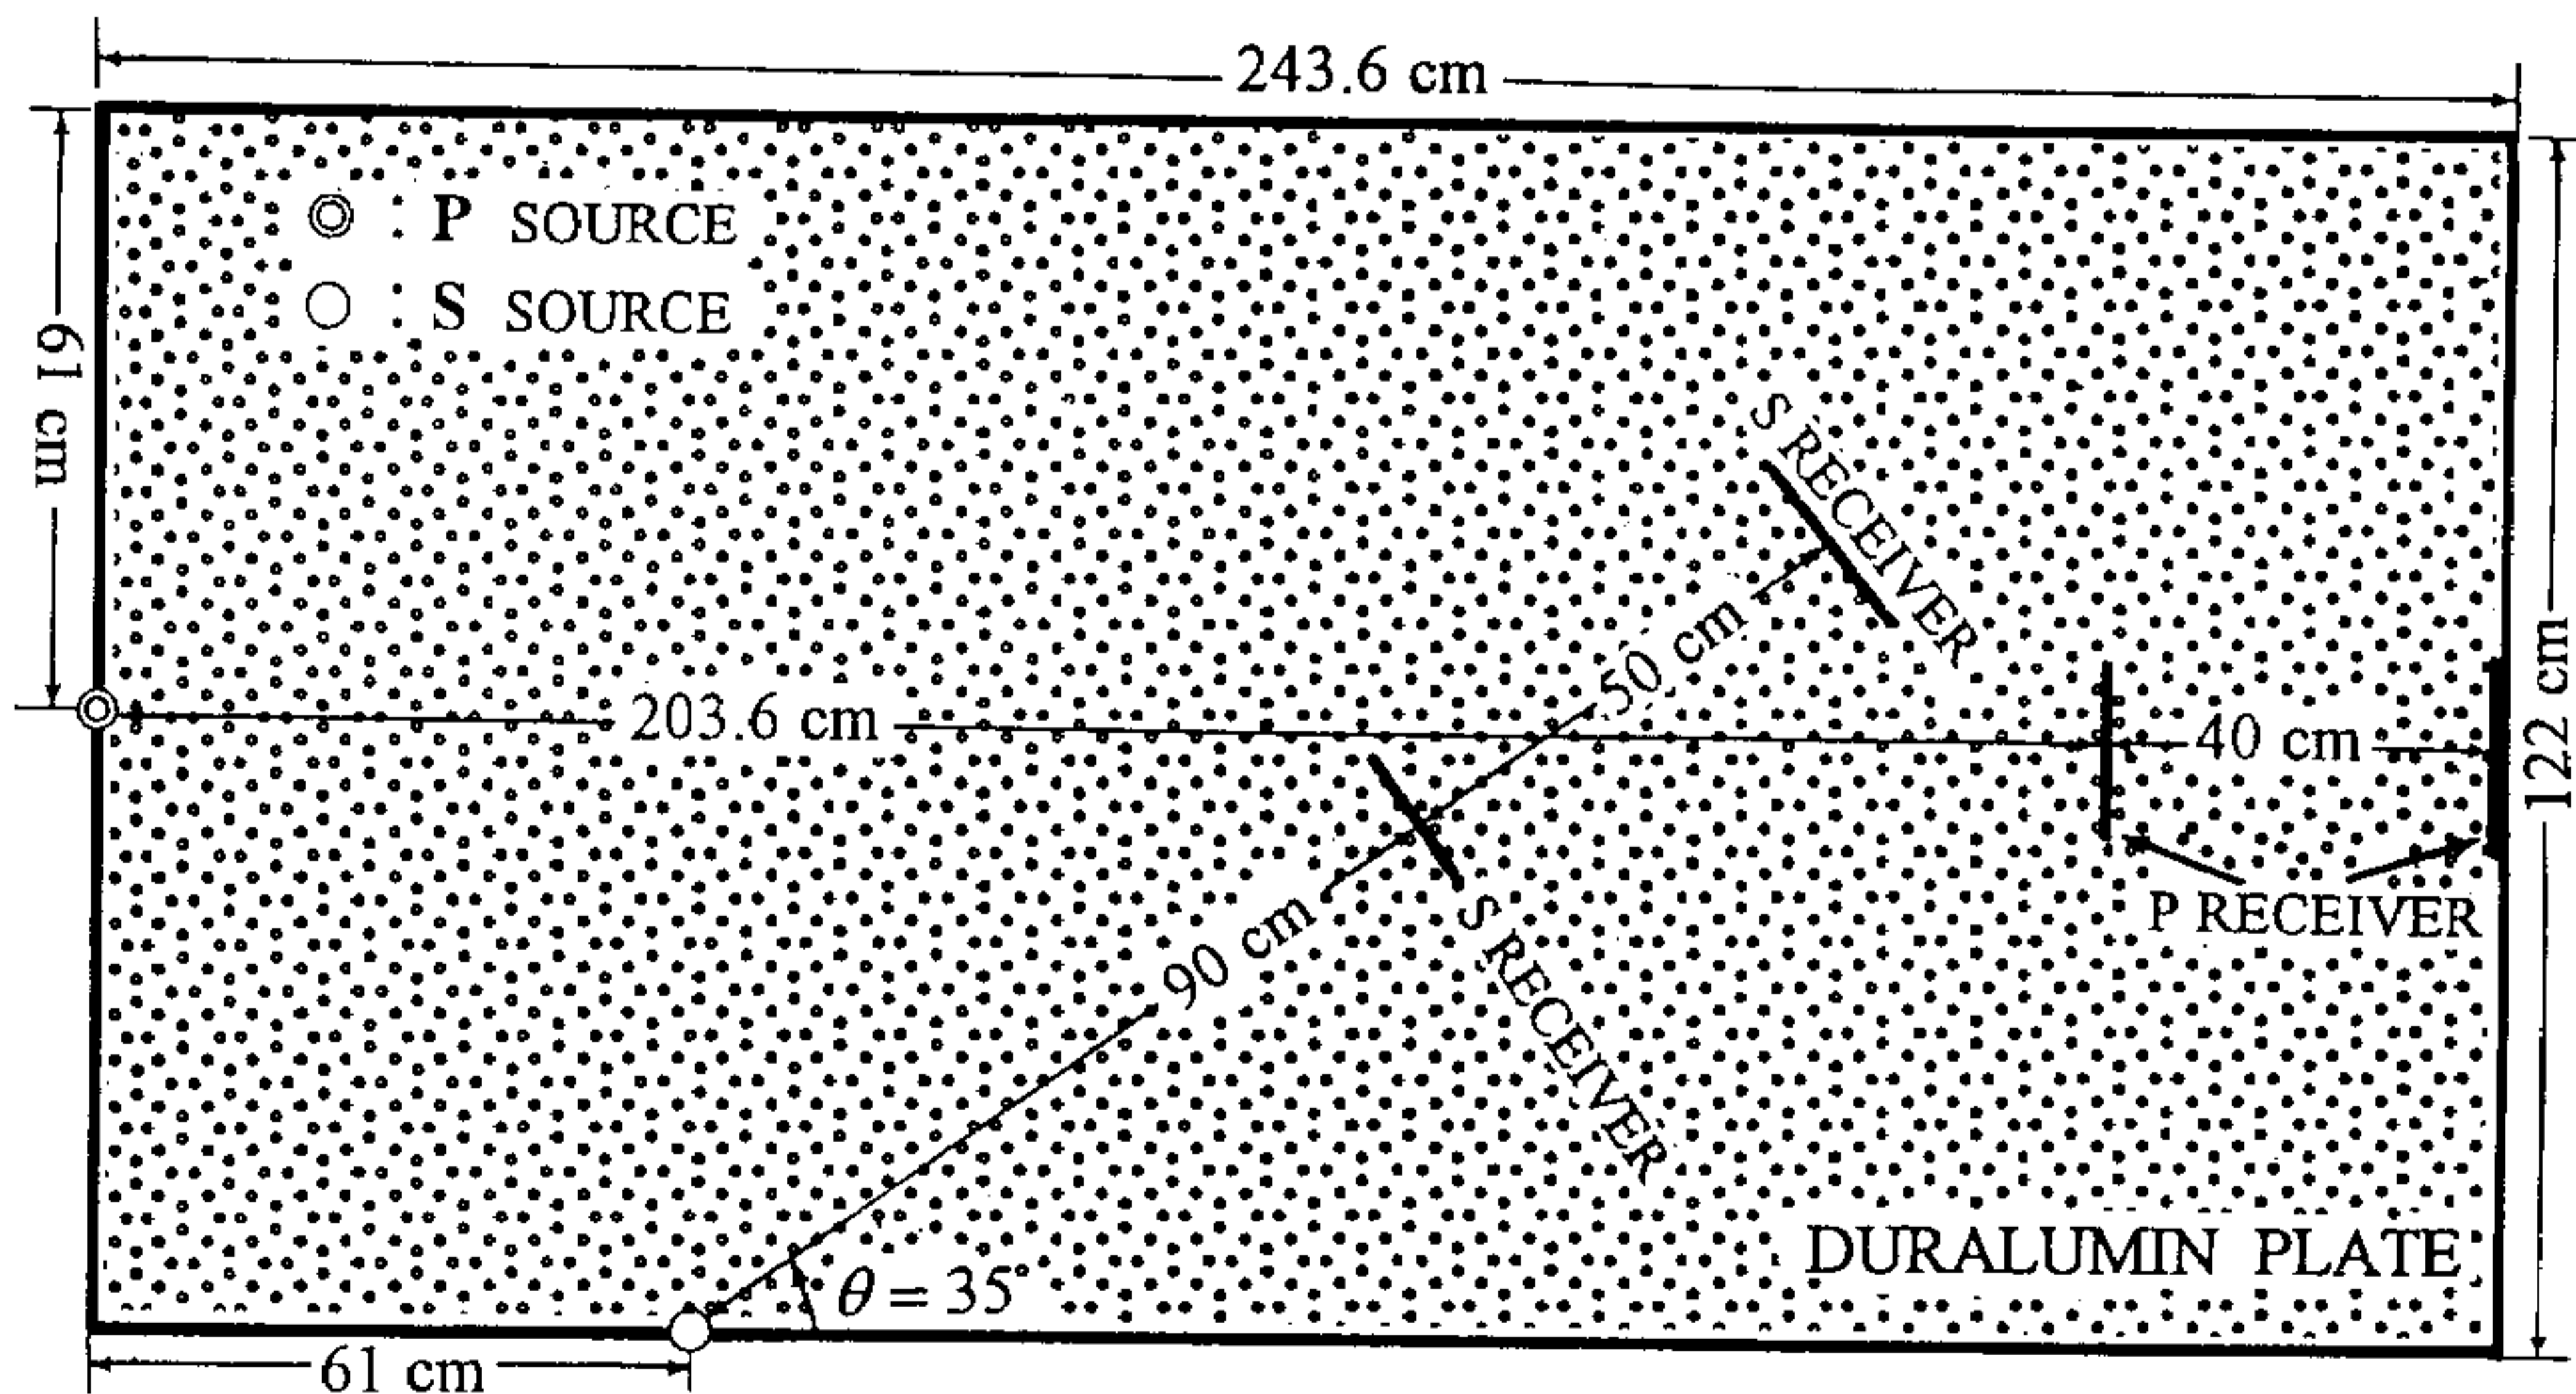 243.6 cm
◎ : P SOURCE
○ : S SOURCE
61 cm
S RECEIVER
50 cm
203.6 cm
40 cm
122 cm
P RECEIVER
90 cm
S RECEIVER
DURALUMIN PLATE
θ = 35°
61 cm